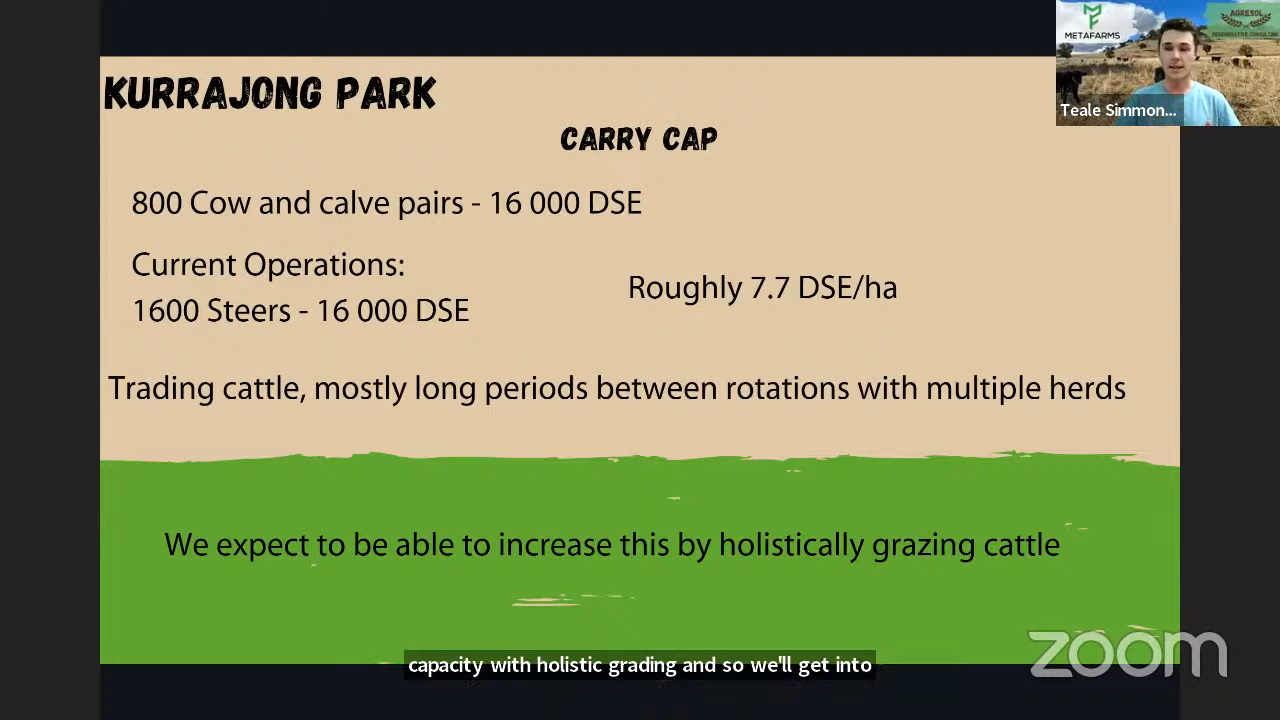 KURRAJONG PARK
CARRY CAP
800 Cow and calve pairs - 16 000 DSE
Current Operations:
1600 Steers - 16 000 DSE
Roughly 7.7 DSE/ha
Trading cattle, mostly long periods between rotations with multiple herds
We expect to be able to increase this by holistically grazing cattle
capacity with holistic grading and so we'll get into
zoom
METAFARMS
AGRESOL
REGENERATIVE CONSULTING
Teale Simmon...